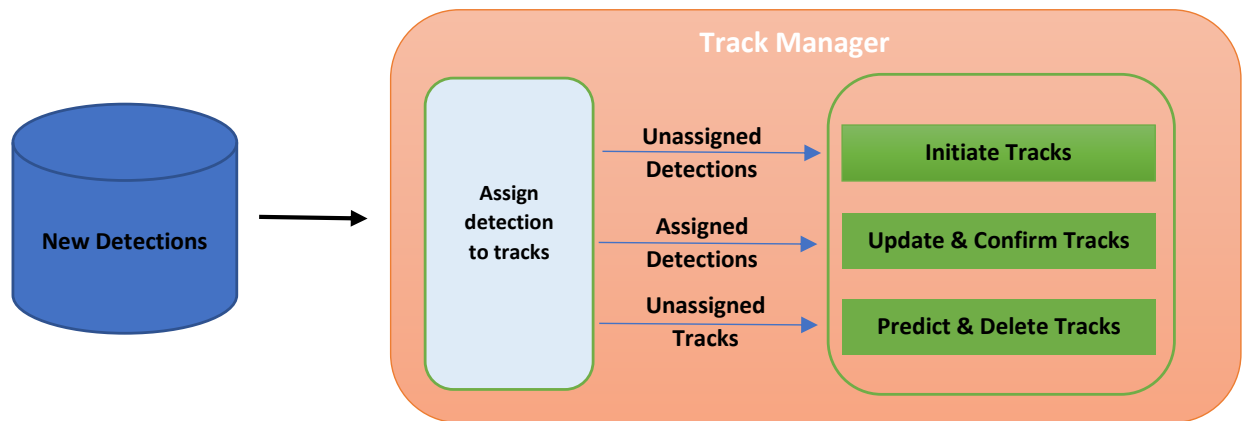 Track Manager
New Detections
Assign
detection
to tracks
Unassigned
Detections
Assigned
Detections
Unassigned
Tracks
Initiate Tracks
Update & Confirm Tracks
Predict & Delete Tracks